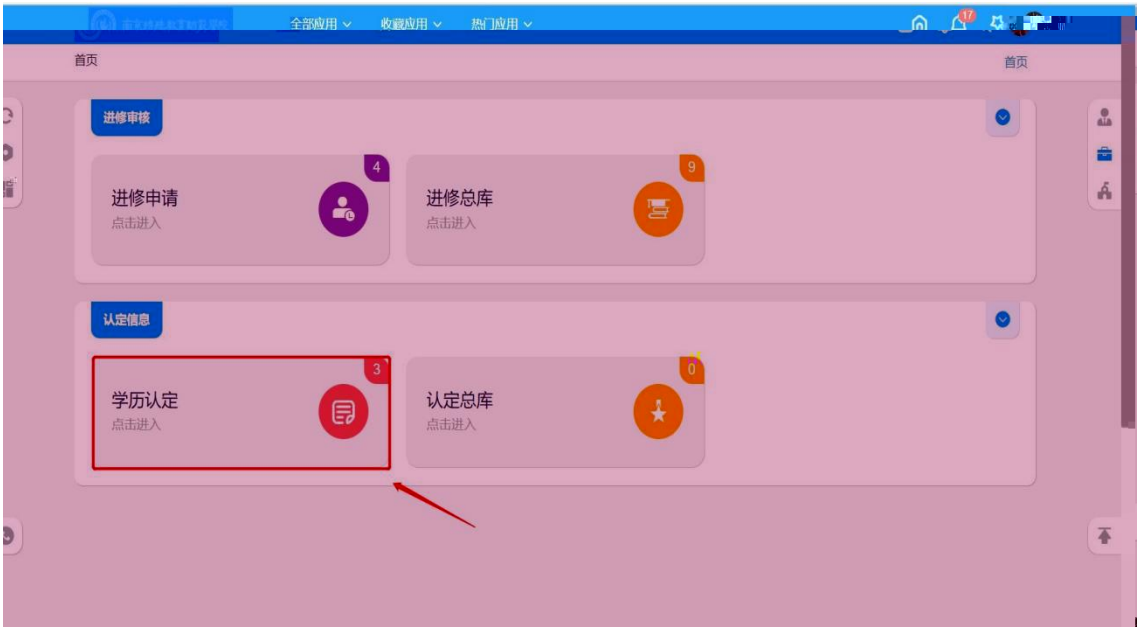 全部应用 收藏应用 热门应用 17
首页 首页
进修审核
4 9
进修申请 进修总库
点击进入 点击进入
认定信息
3 0
学历认定 认定总库
点击进入 点击进入